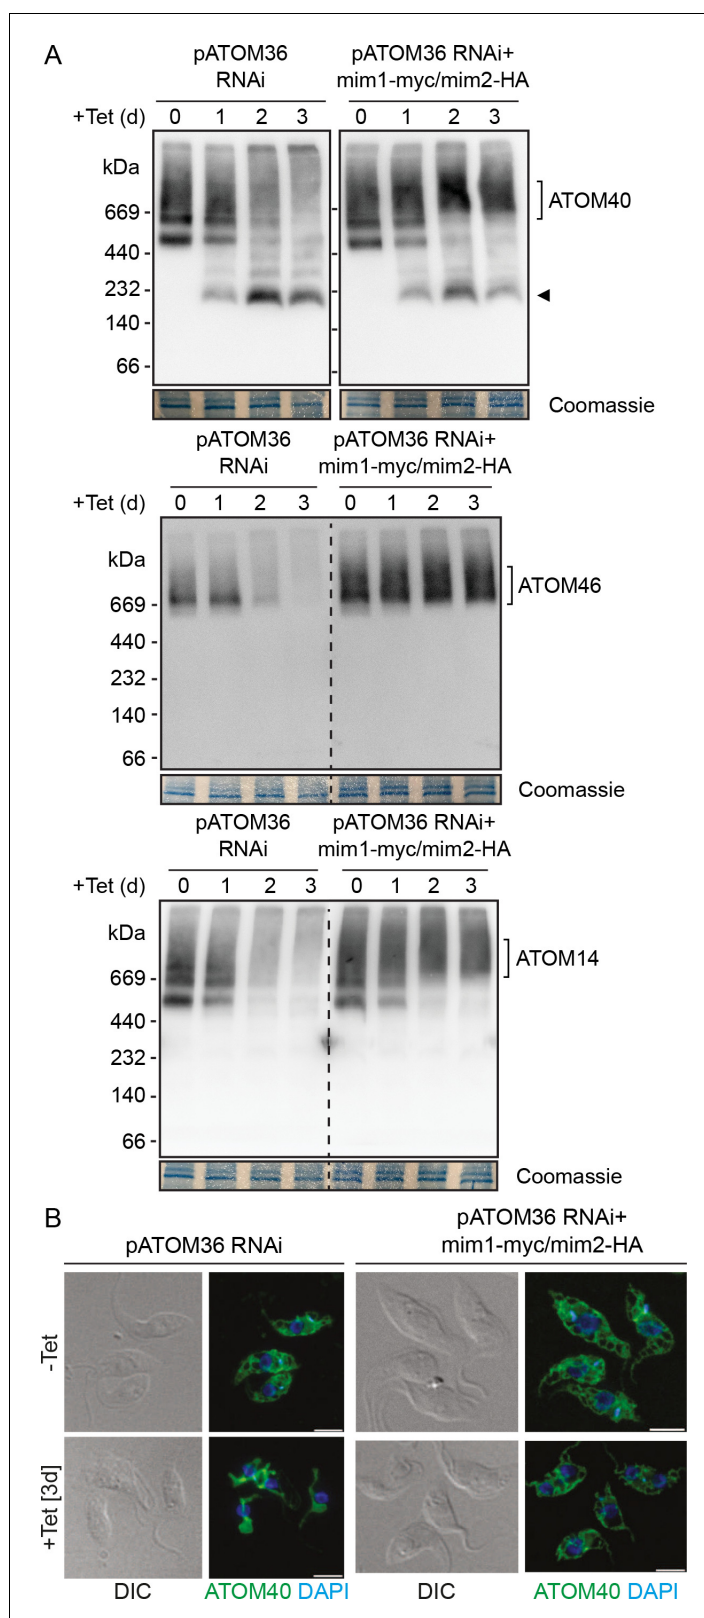 A
pATOM36
RNAi
pATOM36 RNAi+
mim1-myc/mim2-HA
+Tet (d) 0 1 2 3 0 1 2 3
kDa
669
440
232
140
66
ATOM40
Coomassie
pATOM36
RNAi
pATOM36 RNAi+
mim1-myc/mim2-HA
+Tet (d) 0 1 2 3 0 1 2 3
kDa
669
440
232
140
66
ATOM46
Coomassie
pATOM36
RNAi
pATOM36 RNAi+
mim1-myc/mim2-HA
+Tet (d) 0 1 2 3 0 1 2 3
kDa
669
440
232
140
66
ATOM14
Coomassie
B
pATOM36 RNAi
pATOM36 RNAi+
mim1-myc/mim2-HA
-Tet
+Tet [3d]
DIC ATOM40 DAPI DIC ATOM40 DAPI